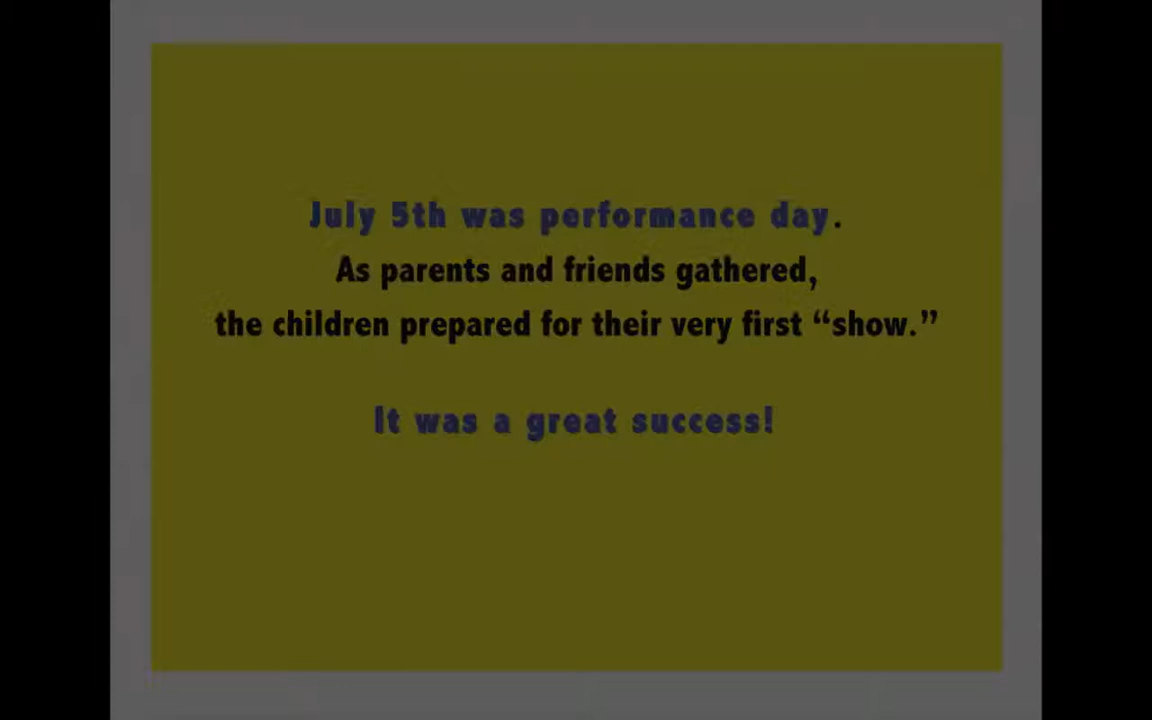 July 5th was performance day.
As parents and friends gathered,
the children prepared for their very first “show.”
It was a great success!